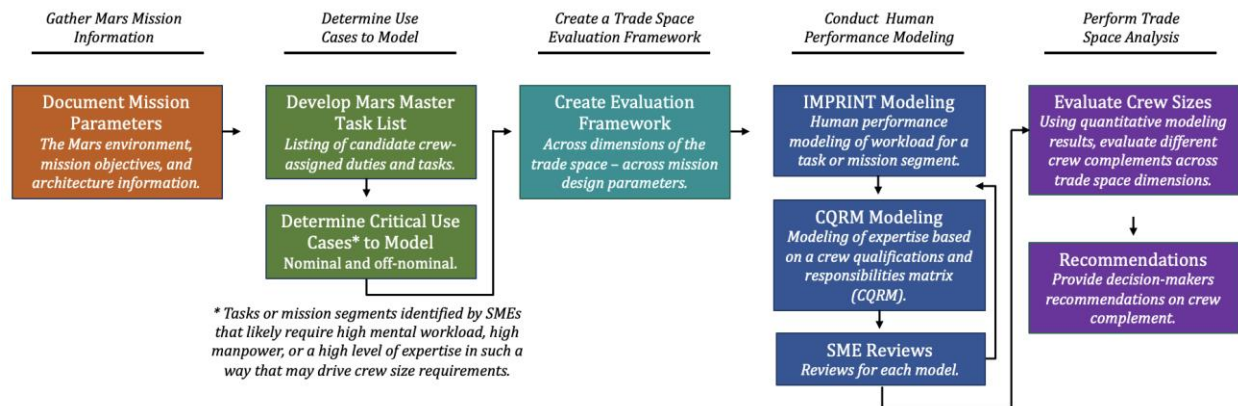 Gather Mars Mission
Information
Document Mission
Parameters
The Mars environment,
mission objectives, and
architecture information.
Determine Use
Cases to Model
Develop Mars Master
Task List
Listing of candidate crew-
assigned duties and tasks.
Determine Critical Use
Cases* to Model
Nominal and off-nominal.
* Tasks or mission segments identified by SMEs
that likely require high mental workload, high
manpower, or a high level of expertise in such a
way that may drive crew size requirements.
Create a Trade Space
Evaluation Framework
Create Evaluation
Framework
Across dimensions of the
trade space – across mission
design parameters.
Conduct Human
Performance Modeling
IMPRINT Modeling
Human performance
modeling of workload for a
task or mission segment.
CQRM Modeling
Modeling of expertise based
on a crew qualifications and
responsibilities matrix
(CQRM).
SME Reviews
Reviews for each model.
Perform Trade
Space Analysis
Evaluate Crew Sizes
Using quantitative modeling
results, evaluate different
crew complements across
trade space dimensions.
Recommendations
Provide decision-makers
recommendations on crew
complement.